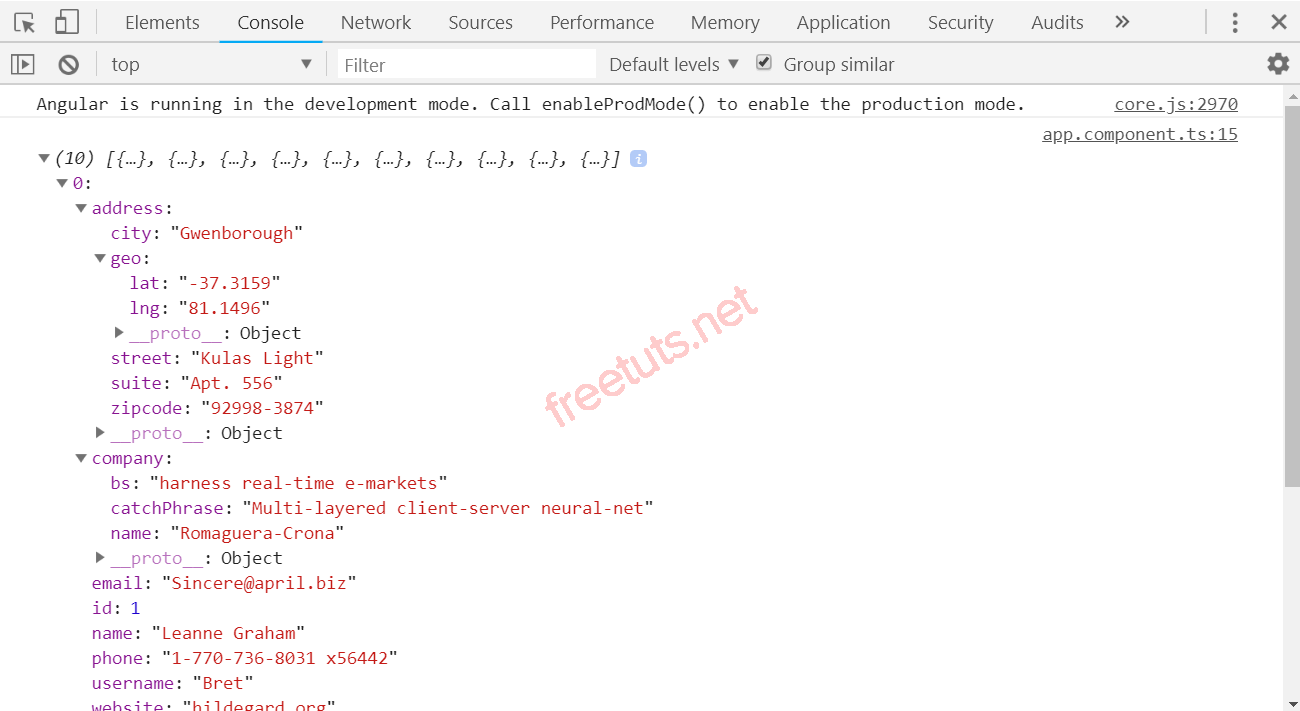 Elements Console Network Sources Performance Memory Application Security Audits »
top Filter Default levels Group similar
Angular is running in the development mode. Call enableProdMode() to enable the production mode. core.js:2970
app.component.ts:15
(10) [{…}, {…}, {…}, {…}, {…}, {…}, {…}, {…}, {…}, {…}] i
0:
address:
city: "Gwenborough"
geo:
lat: "-37.3159"
lng: "81.1496"
__proto__: Object
street: "Kulas Light"
suite: "Apt. 556"
zipcode: "92998-3874"
__proto__: Object
company:
bs: "harness real-time e-markets"
catchPhrase: "Multi-layered client-server neural-net"
name: "Romaguera-Crona"
__proto__: Object
email: "Sincere@april.biz"
id: 1
name: "Leanne Graham"
phone: "1-770-736-8031 x56442"
username: "Bret"
website: "hildegard.org"
freetuts.net